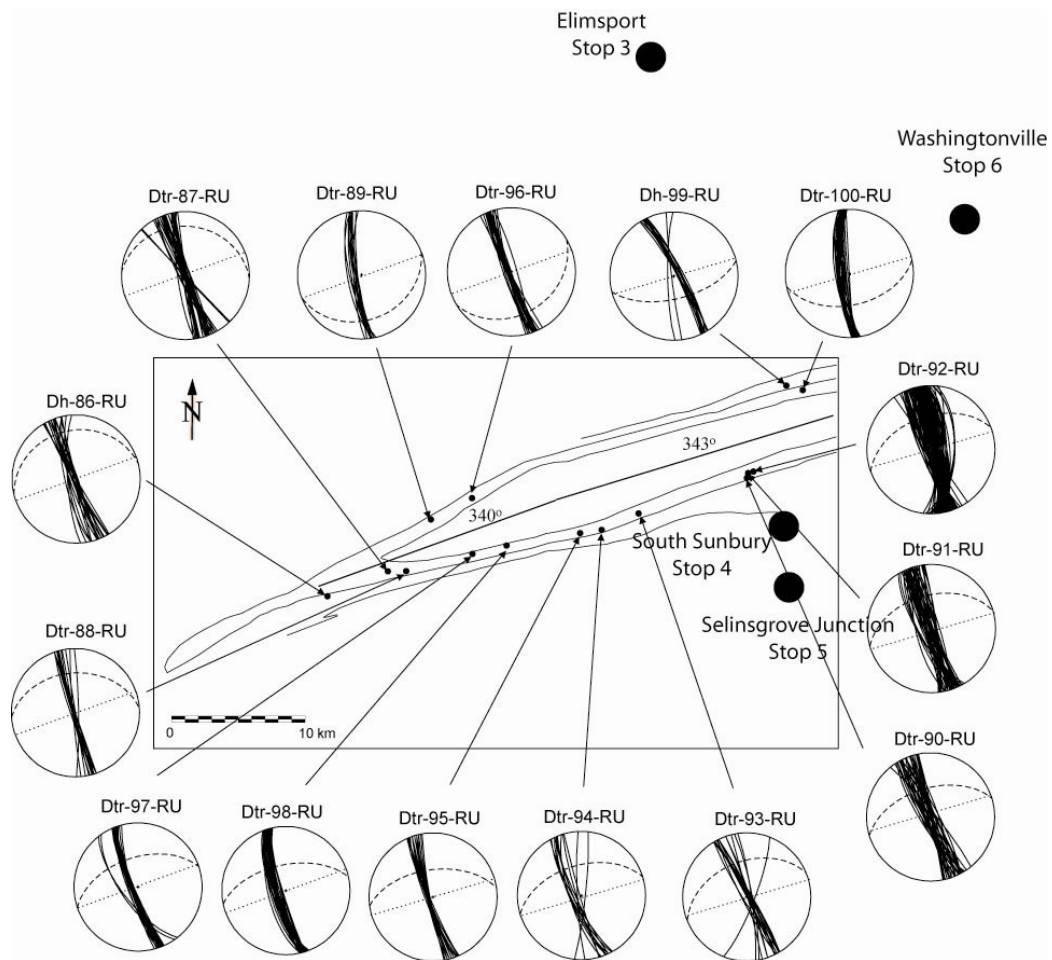 Elimsport
Stop 3
Washingtonville
Stop 6
Dtr-87-RU
Dtr-89-RU
Dtr-96-RU
Dh-99-RU
Dtr-100-RU
Dtr-92-RU
Dh-86-RU
N
343º
340º
South Sunbury
Stop 4
Dtr-91-RU
Selinsgrove Junction
Stop 5
Dtr-88-RU
0
10 km
Dtr-90-RU
Dtr-97-RU
Dtr-98-RU
Dtr-95-RU
Dtr-94-RU
Dtr-93-RU